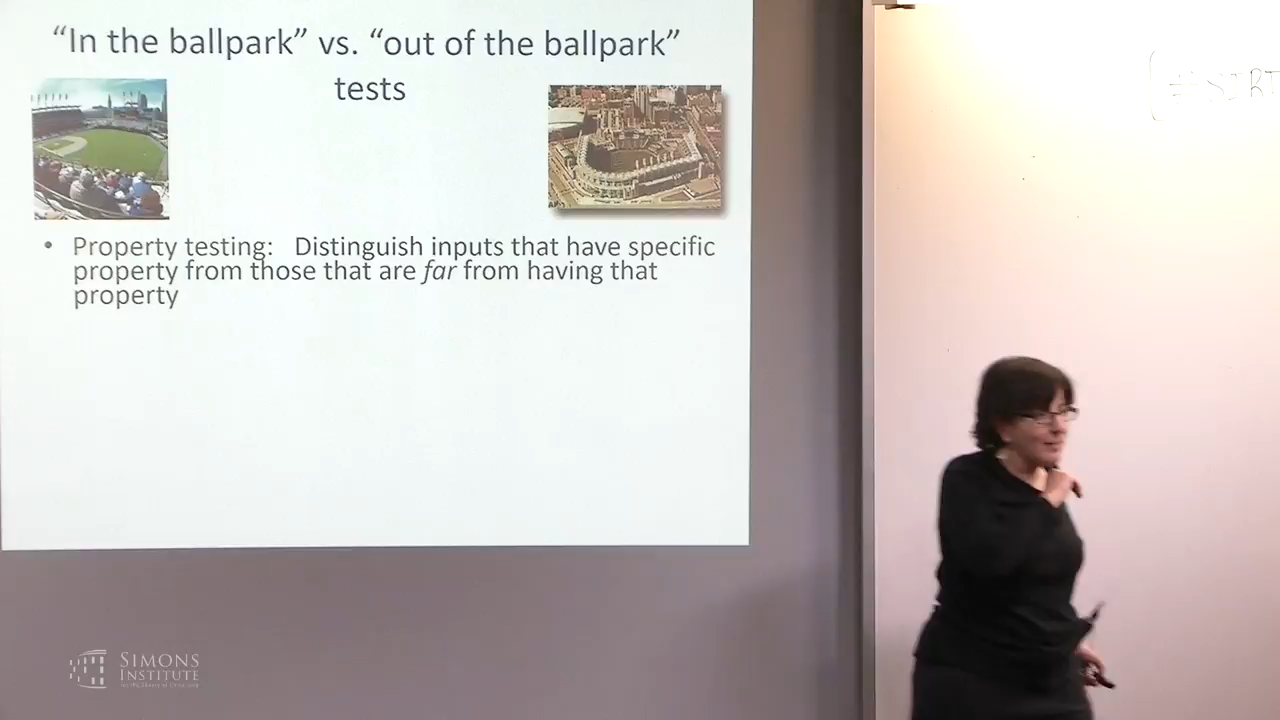 “In the ballpark” vs. “out of the ballpark”
tests
• Property testing: Distinguish inputs that have specific
property from those that are far from having that
property
SIMONS
INSTITUTE